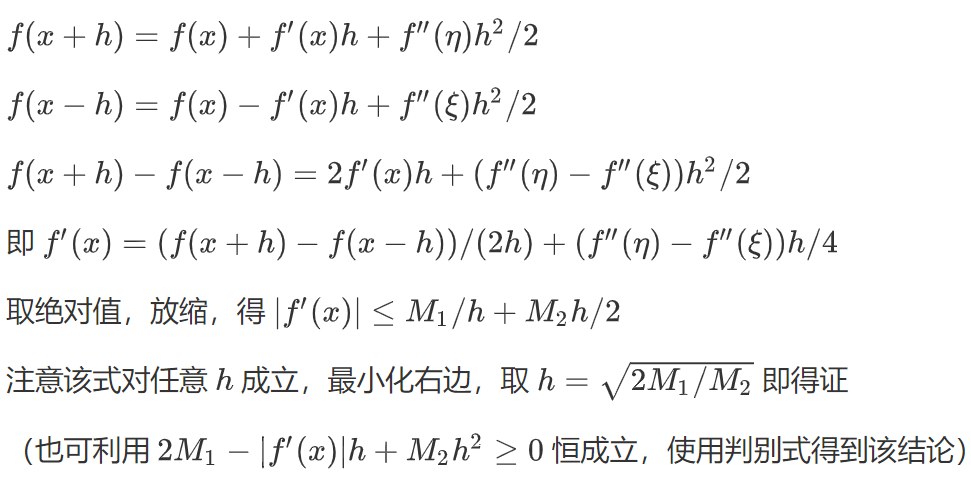 f(x + h) = f(x) + f′(x)h + f″(η)h²/2
f(x − h) = f(x) − f′(x)h + f″(ξ)h²/2
f(x + h) − f(x − h) = 2f′(x)h + (f″(η) − f″(ξ))h²/2
即 f′(x) = (f(x + h) − f(x − h))/(2h) + (f″(η) − f″(ξ))h/4
取绝对值，放缩，得 |f′(x)| ≤ M₁/h + M₂h/2
注意该式对任意 h 成立，最小化右边，取 h = √(2M₁/M₂) 即得证
（也可利用 2M₁ − |f′(x)|h + M₂h² ≥ 0 恒成立，使用判别式得到该结论）